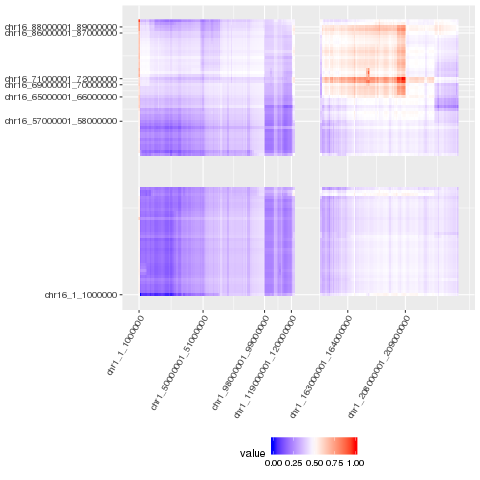 chr16_88000001_89000000
chr16_86000001_87000000
chr16_71000001_72000000
chr16_69000001_70000000
chr16_65000001_66000000
chr16_57000001_58000000
chr16_1_1000000
chr1_1_1000000
chr1_50000001_51000000
chr1_98000001_99000000
chr1_119000001_120000000
chr1_163000001_164000000
chr1_208000001_209000000
value
0.00 0.25 0.50 0.75 1.00